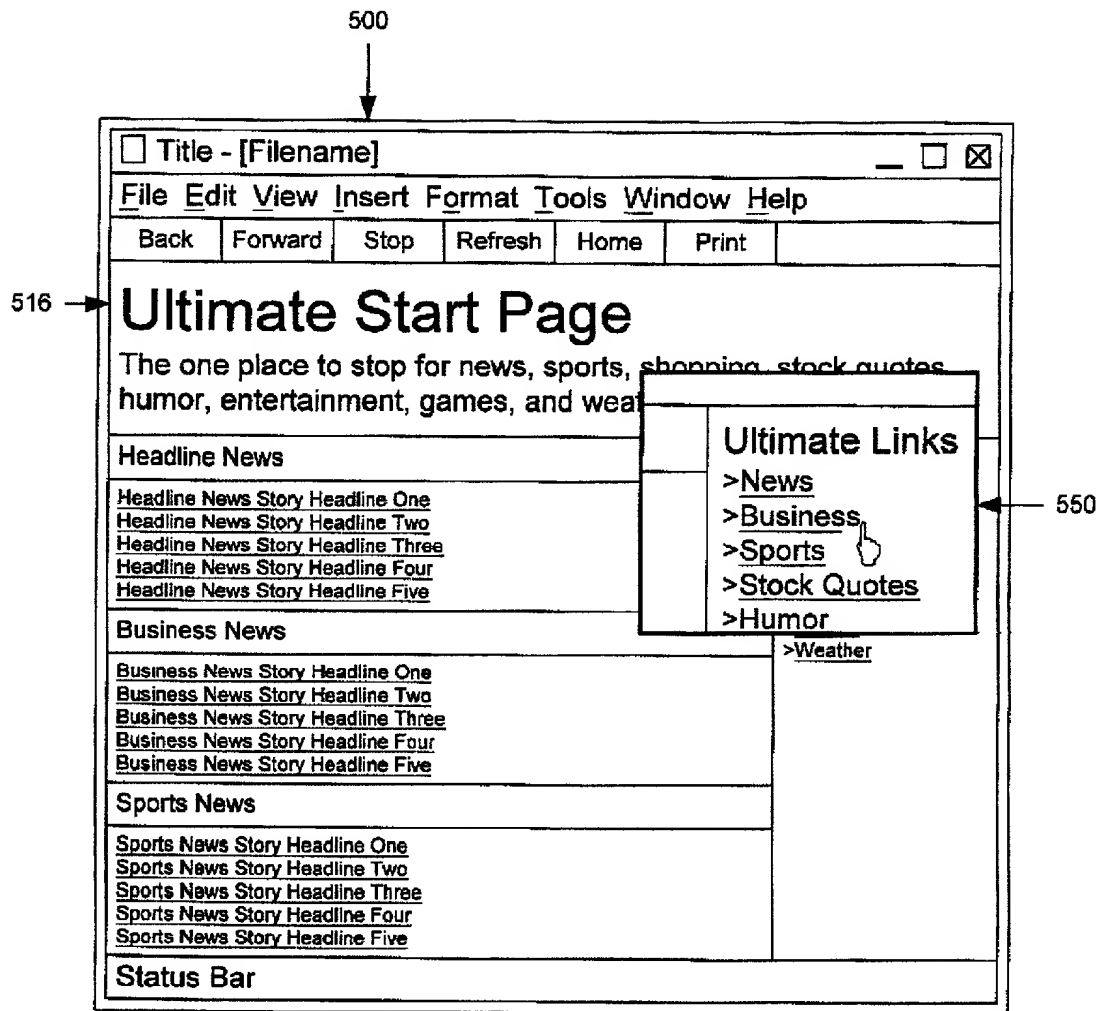 500
Title - [Filename]
File Edit View Insert Format Tools Window Help
Back Forward Stop Refresh Home Print
516
Ultimate Start Page
The one place to stop for news, sports, shopping, stock quotes
humor, entertainment, games, and
Headline News
Headline News Story Headline One
Headline News Story Headline Two
Headline News Story Headline Three
Headline News Story Headline Four
Headline News Story Headline Five
Ultimate Links
>News
>Business
>Sports
>Stock Quotes
>Humor
550
>Weather
Business News
Business News Story Headline One
Business News Story Headline Two
Business News Story Headline Three
Business News Story Headline Four
Business News Story Headline Five
Sports News
Sports News Story Headline One
Sports News Story Headline Two
Sports News Story Headline Three
Sports News Story Headline Four
Sports News Story Headline Five
Status Bar